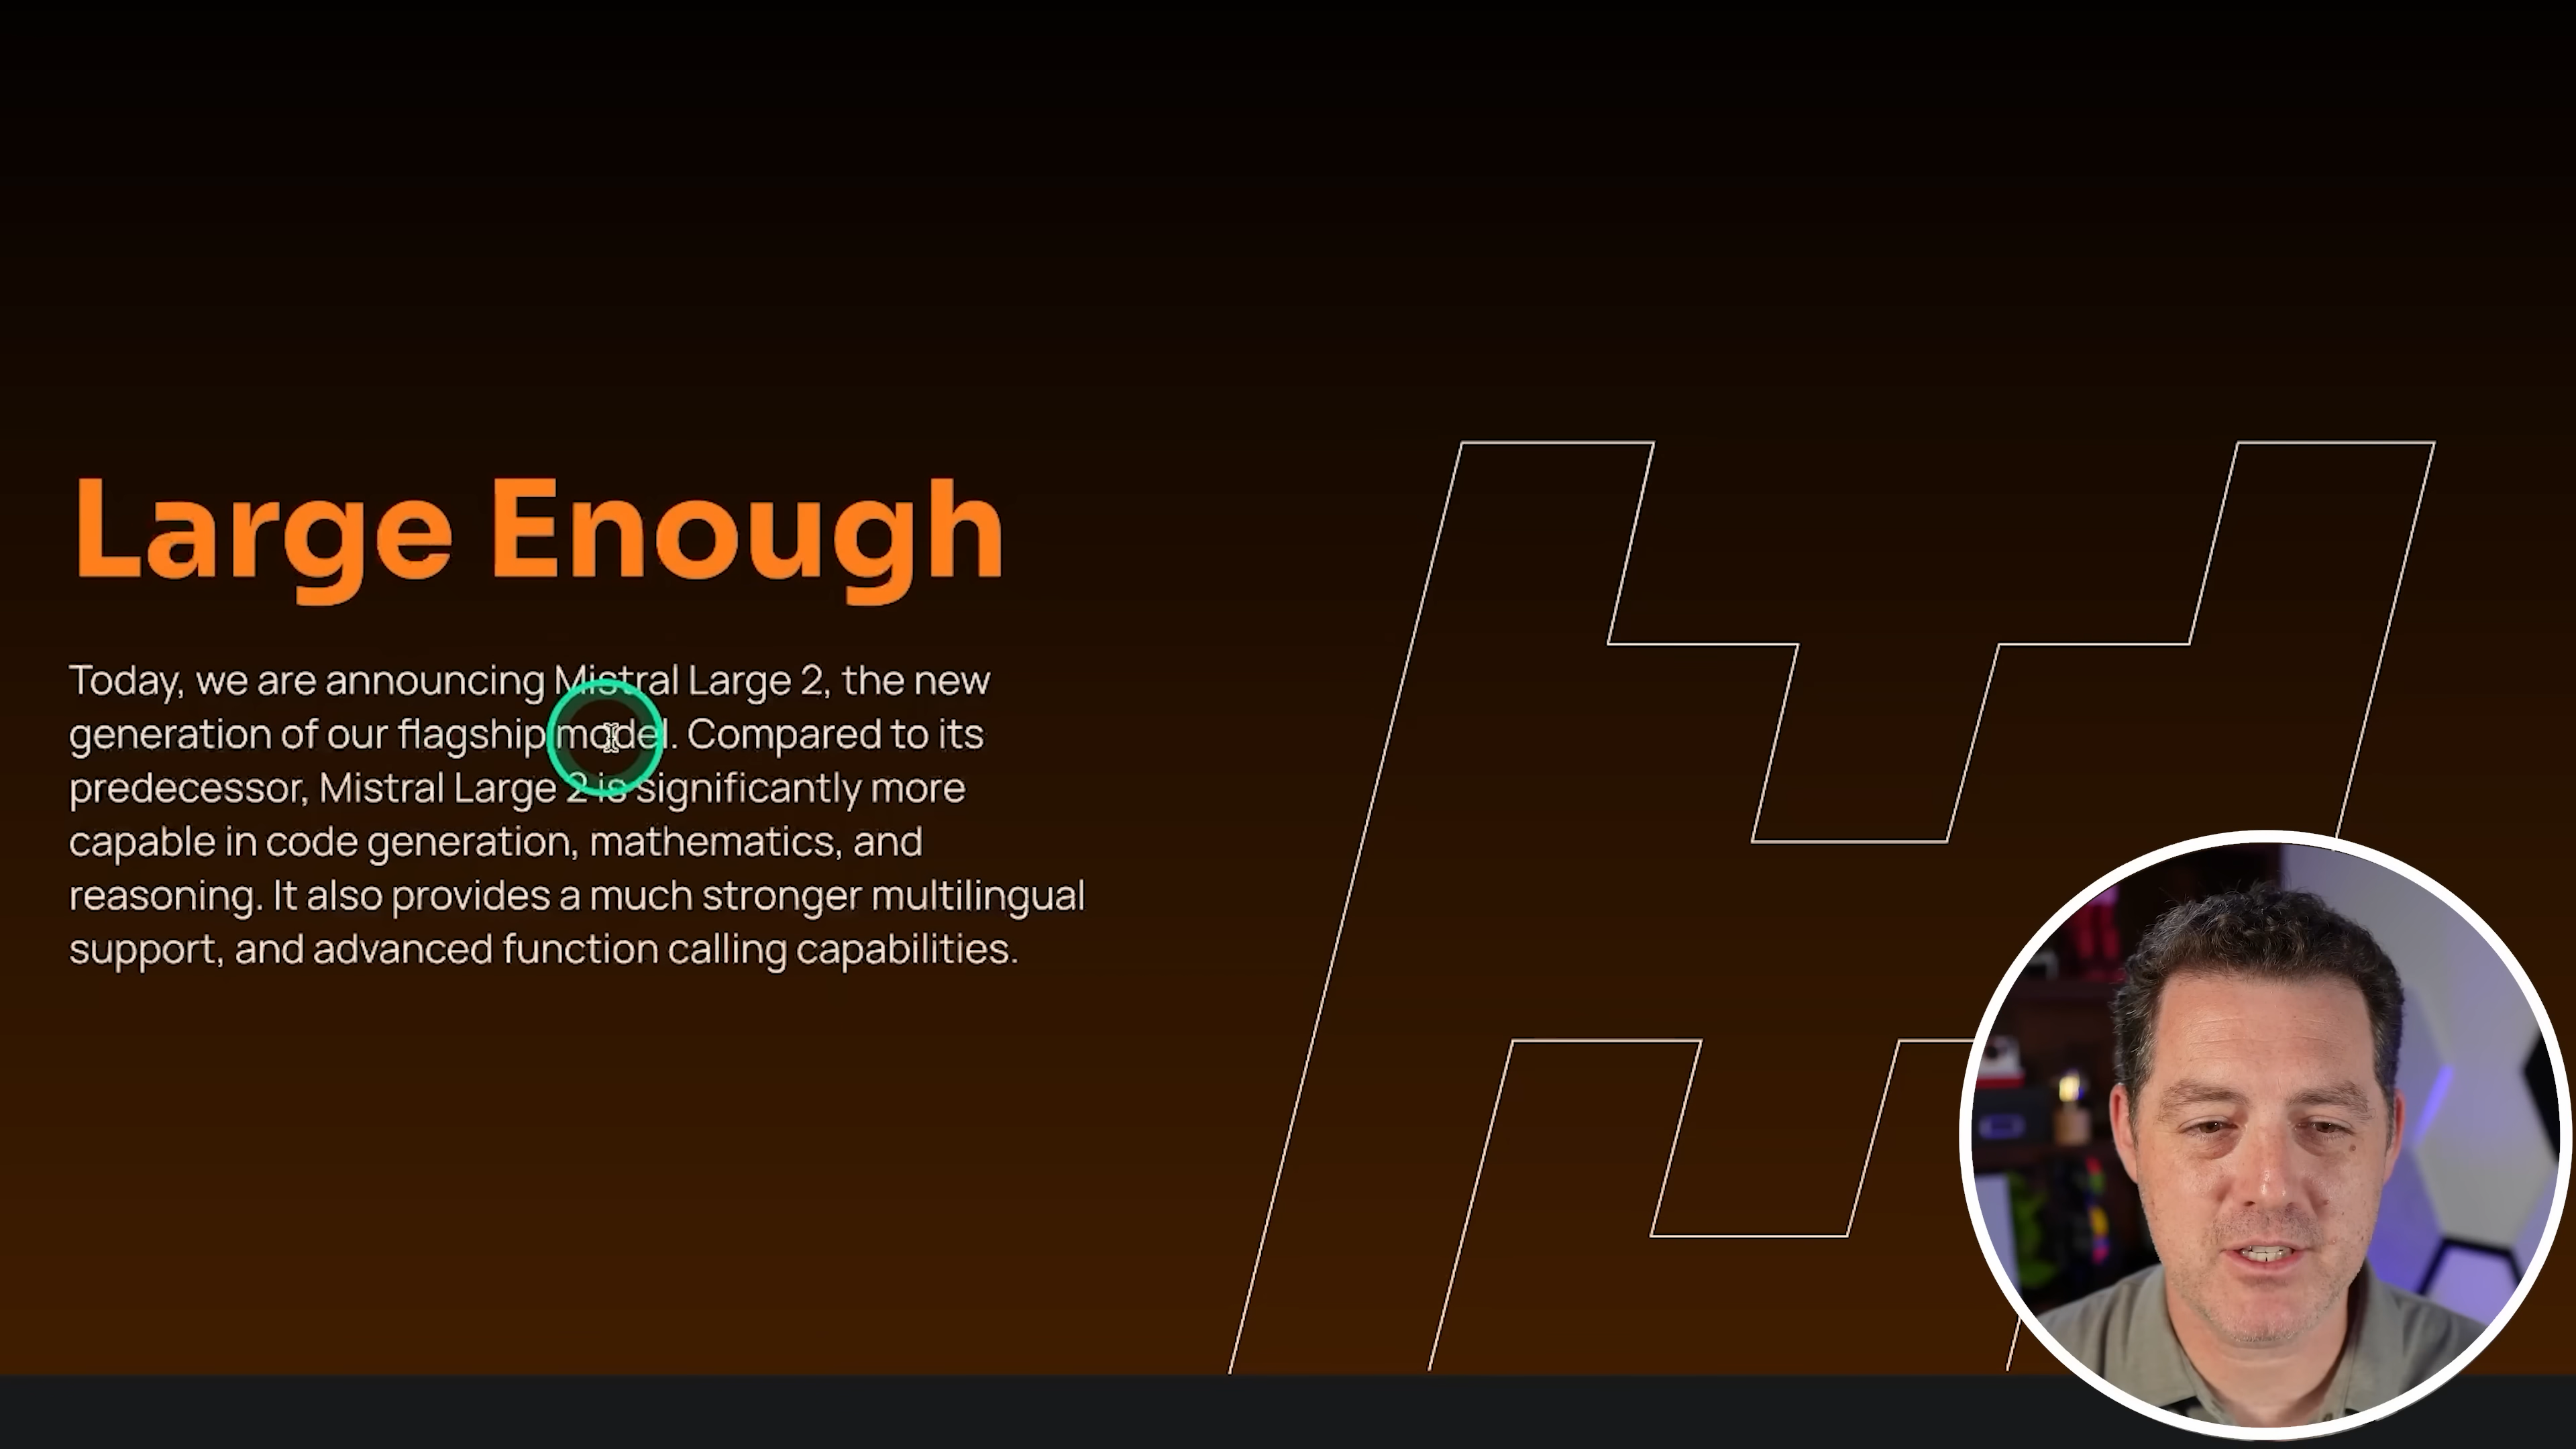 Large Enough
Today, we are announcing Mistral Large 2, the new
generation of our flagship model. Compared to its
predecessor, Mistral Large 2 is significantly more
capable in code generation, mathematics, and
reasoning. It also provides a much stronger multilingual
support, and advanced function calling capabilities.